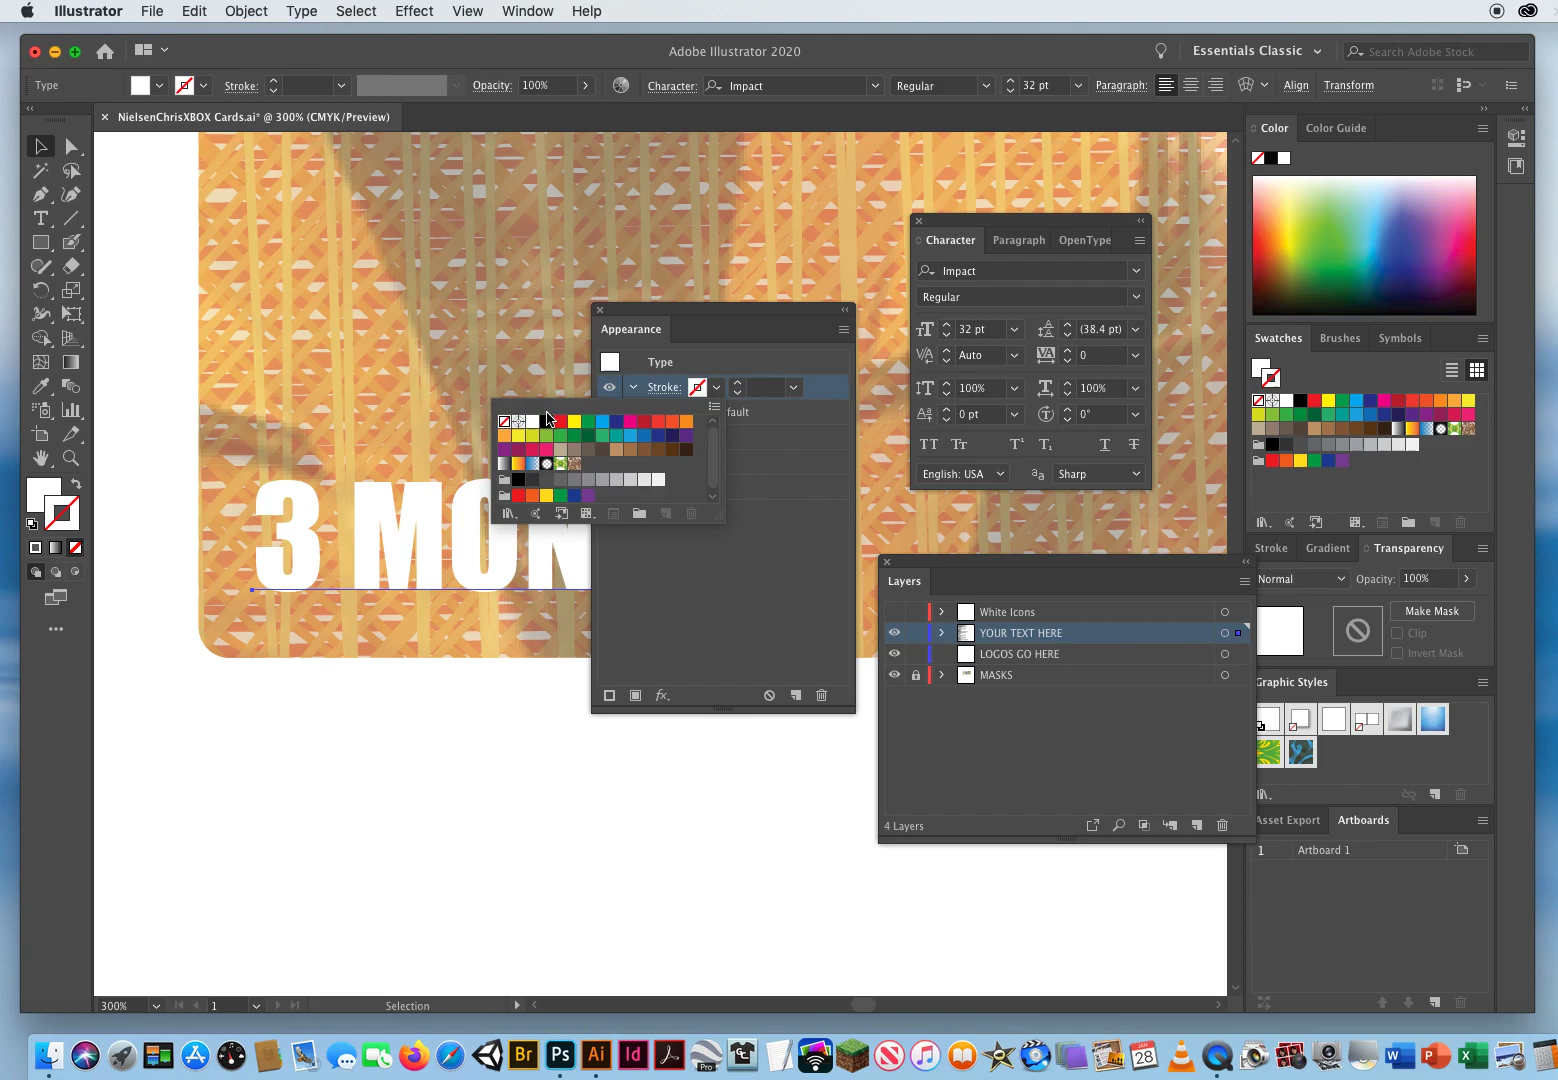 Illustrator File Edit Object Type Select Effect View Window Help
Adobe Illustrator 2020
Essentials Classic
Search Adobe Stock
Type Stroke: Opacity: 100% Character: Impact Regular 32 pt Paragraph: Align Transform
× NielsenChrisXBOX Cards.ai* @ 300% (CMYK/Preview)
Color Color Guide
Character Paragraph OpenType
Impact
Regular
32 pt (38.4 pt)
Auto 0
100% 100%
0 pt 0°
English: USA Sharp
Appearance
Type
Stroke:
fault
3 MON
Swatches Brushes Symbols
Stroke Gradient Transparency
Normal Opacity: 100%
Make Mask
Clip
Invert Mask
Layers
White Icons
YOUR TEXT HERE
LOGOS GO HERE
MASKS
4 Layers
Graphic Styles
Asset Export Artboards
1 Artboard 1
300% 1 Selection
Br Ps Ai Id
Pro
JAN
28
W P X